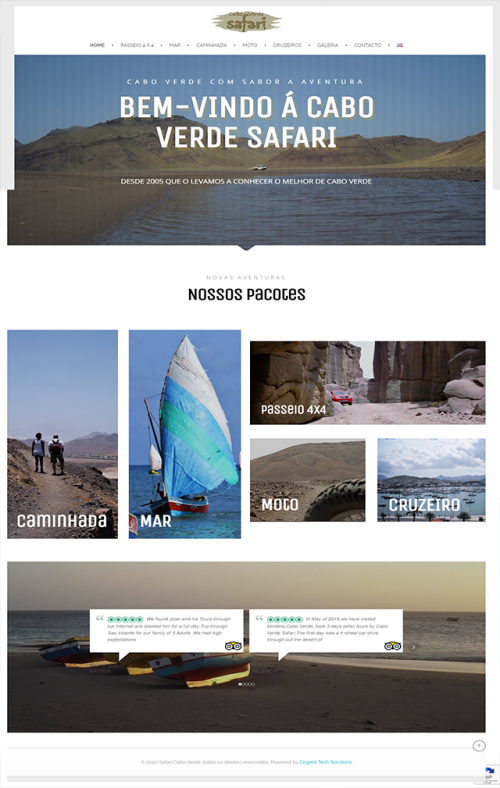 cabo verde
safari
HOME • PASSEIO 4 X 4 • MAR • CAMINHADA • MOTO • CRUZEIROS • GALERIA • CONTACTO
CABO VERDE COM SABOR A AVENTURA
BEM-VINDO Á CABO
VERDE SAFARI
DESDE 2005 QUE O LEVAMOS A CONHECER O MELHOR DE CABO VERDE
NOVAS AVENTURAS
Nossos Pacotes
Passeio 4x4
Caminhada
MAR
Moto
CRUZEIRO
We found Joao and his Tours through
tue Internet and booked him for a full day Trip through
Sao Vicente for our family of 5 Adults. We had high
expectations
In May of 2015,we have visited
Mindelo,Cabo Verde, took 3 days safari tours by Cabo
Verde Safari.The first day was a 4 wheel car drive
through out the desert of
© 2020 Safari Cabo Verde. todos os direitos reservados. Powered by Cogent Tech Solutions